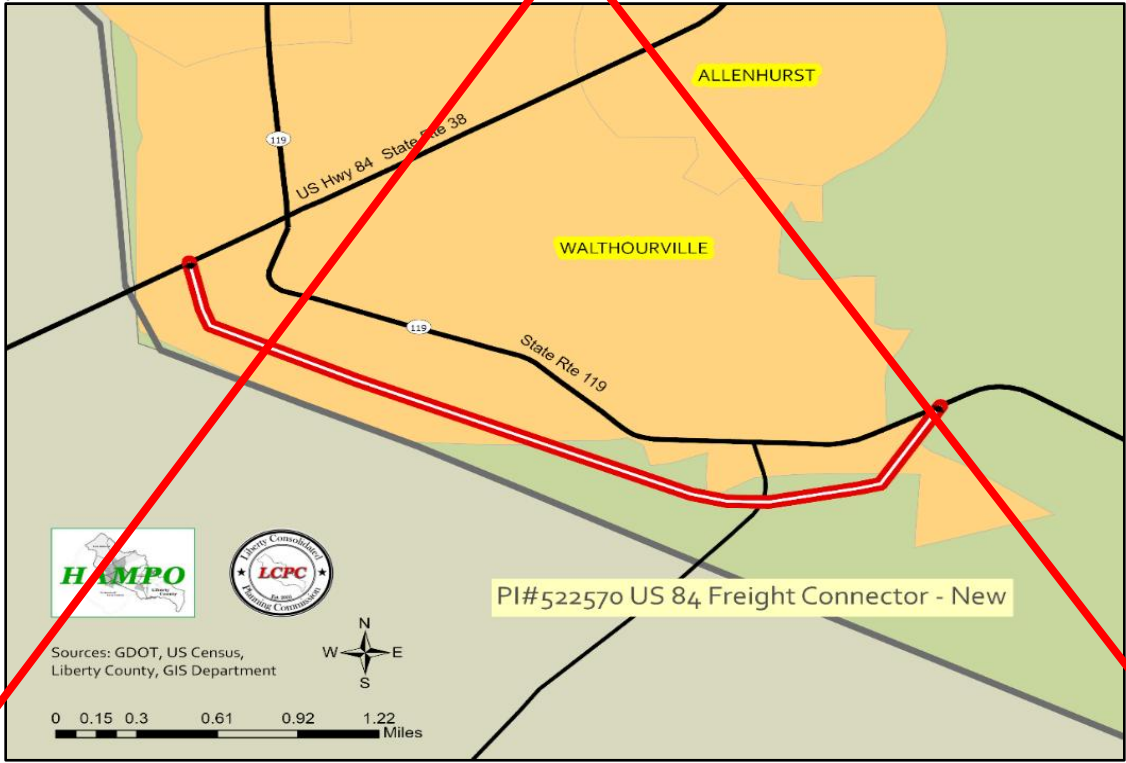 ALLENHURST
119
US Hwy 84 State Rte 38
WALTHOURVILLE
119
State Rte 119
HAMPO
Liberty Consolidated
LCPC
Planning Commission
PI#522570 US 84 Freight Connector - New
N
W E
S
Sources: GDOT, US Census,
Liberty County, GIS Department
0 0.15 0.3 0.61 0.92 1.22
Miles